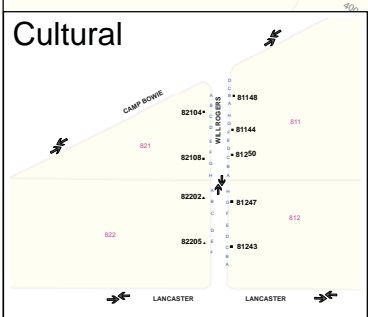 400
Cultural
CAMP BOWIE
WILL ROGERS
82104
81148
821
811
81144
82108
81250
82202
81247
822
812
82205
81243
A
B
C
D
E
F
G
H
A
B
C
D
E
F
D
C
B
A
H
G
F
E
D
C
B
A
H
G
F
E
D
C
B
A
LANCASTER
LANCASTER